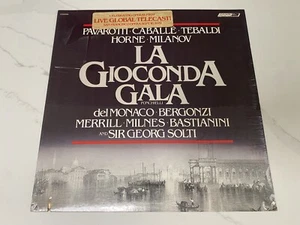 LIVE GLOBAL TELECAST!
PAVAROTTI · CABALLE · TEBALDI
HORNE · MILANOV
LA
GIOCONDA
PONCHIELLI
GALA
del MONACO · BERGONZI
MERRILL · MILNES · BASTIANINI
AND SIR GEORG SOLTI